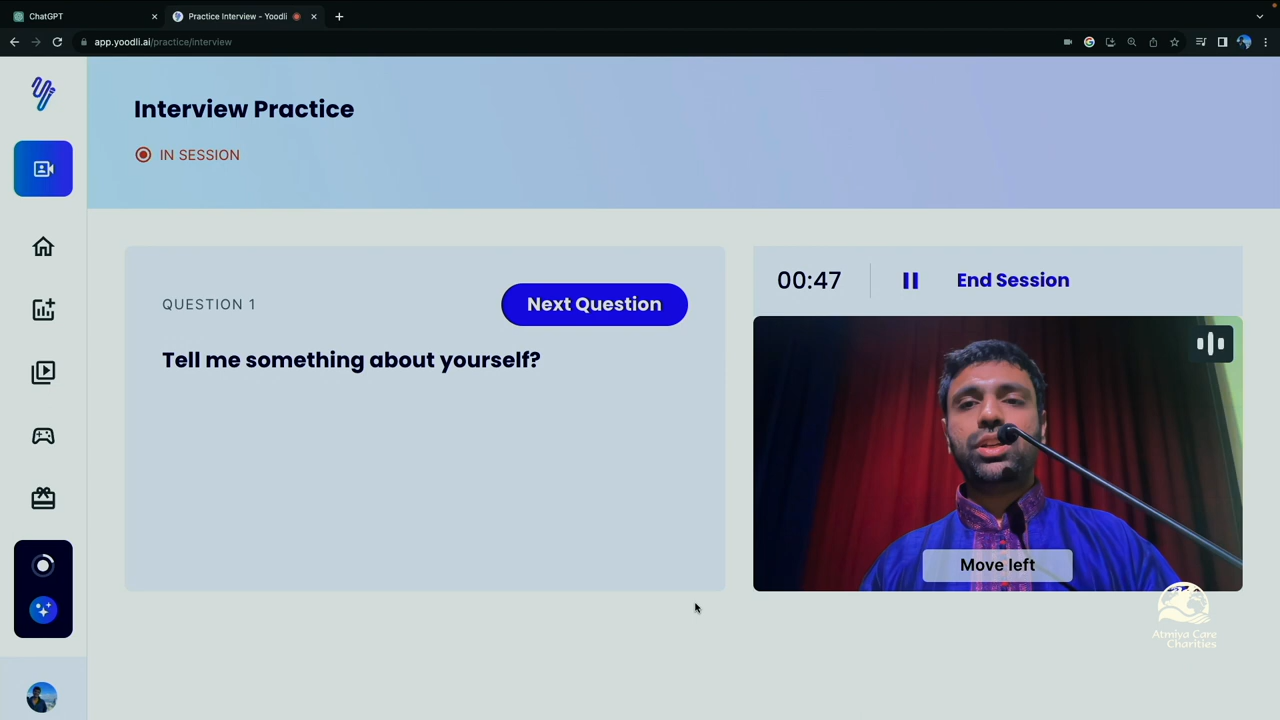 ChatGPT
Practice Interview - Yoodli
app.yoodli.ai/practice/interview
Interview Practice
IN SESSION
QUESTION 1
Next Question
Tell me something about yourself?
00:47
End Session
Move left
Atmiya Care
Charities